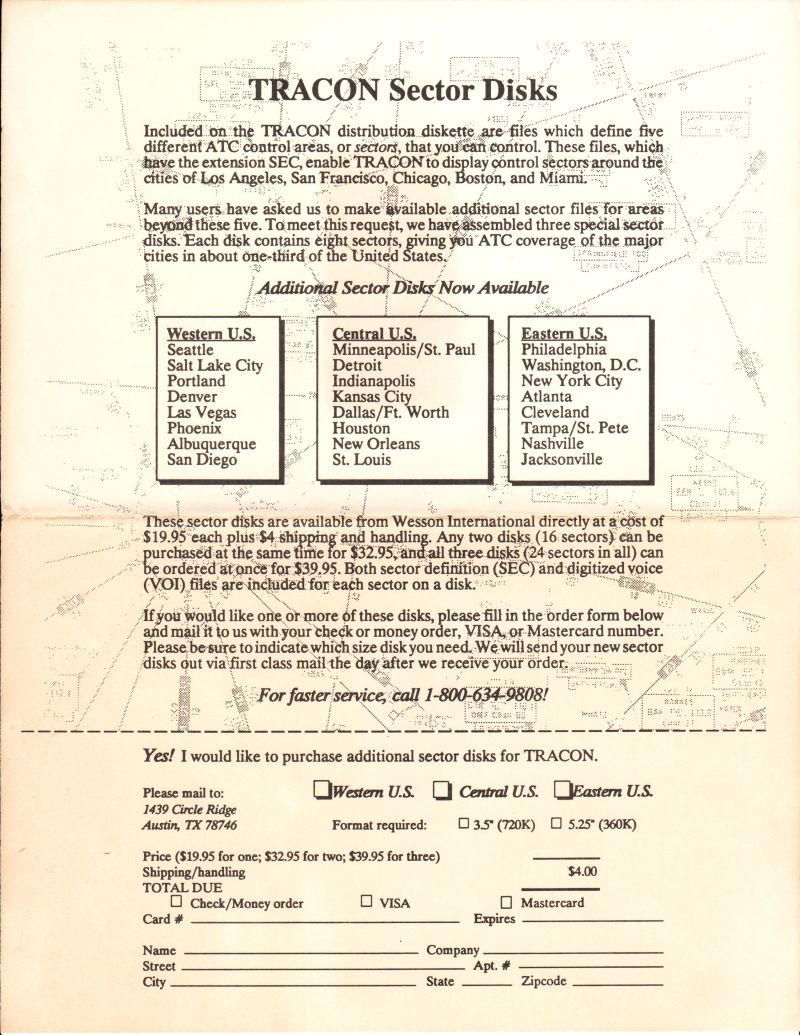 TRACON Sector Disks
Included on the TRACON distribution diskette are files which define five
different ATC control areas, or sectors, that you can control. These files, which
have the extension SEC, enable TRACON to display control sectors around the
cities of Los Angeles, San Francisco, Chicago, Boston, and Miami.
Many users have asked us to make available additional sector files for areas
beyond these five. To meet this request, we have assembled three special sector
disks. Each disk contains eight sectors, giving you ATC coverage of the major
cities in about one-third of the United States.
Additional Sector Disks Now Available
Western U.S.
Seattle
Salt Lake City
Portland
Denver
Las Vegas
Phoenix
Albuquerque
San Diego
Central U.S.
Minneapolis/St. Paul
Detroit
Indianapolis
Kansas City
Dallas/Ft. Worth
Houston
New Orleans
St. Louis
Eastern U.S.
Philadelphia
Washington, D.C.
New York City
Atlanta
Cleveland
Tampa/St. Pete
Nashville
Jacksonville
These sector disks are available from Wesson International directly at a cost of
$19.95 each plus $4 shipping and handling. Any two disks (16 sectors) can be
purchased at the same time for $32.95, and all three disks (24 sectors in all) can
be ordered at once for $39.95. Both sector definition (SEC) and digitized voice
(VOI) files are included for each sector on a disk.
If you would like one or more of these disks, please fill in the order form below
and mail it to us with your check or money order, VISA, or Mastercard number.
Please be sure to indicate which size disk you need. We will send your new sector
disks out via first class mail the day after we receive your order.
For faster service, call 1-800-634-9808!
Yes! I would like to purchase additional sector disks for TRACON.
Please mail to:
1439 Circle Ridge
Austin, TX 78746
Western U.S. Central U.S. Eastern U.S.
Format required: 3.5" (720K) 5.25" (360K)
Price ($19.95 for one; $32.95 for two; $39.95 for three)
Shipping/handling $4.00
TOTAL DUE
Check/Money order VISA Mastercard
Card # Expires
Name Company
Street Apt. #
City State Zipcode